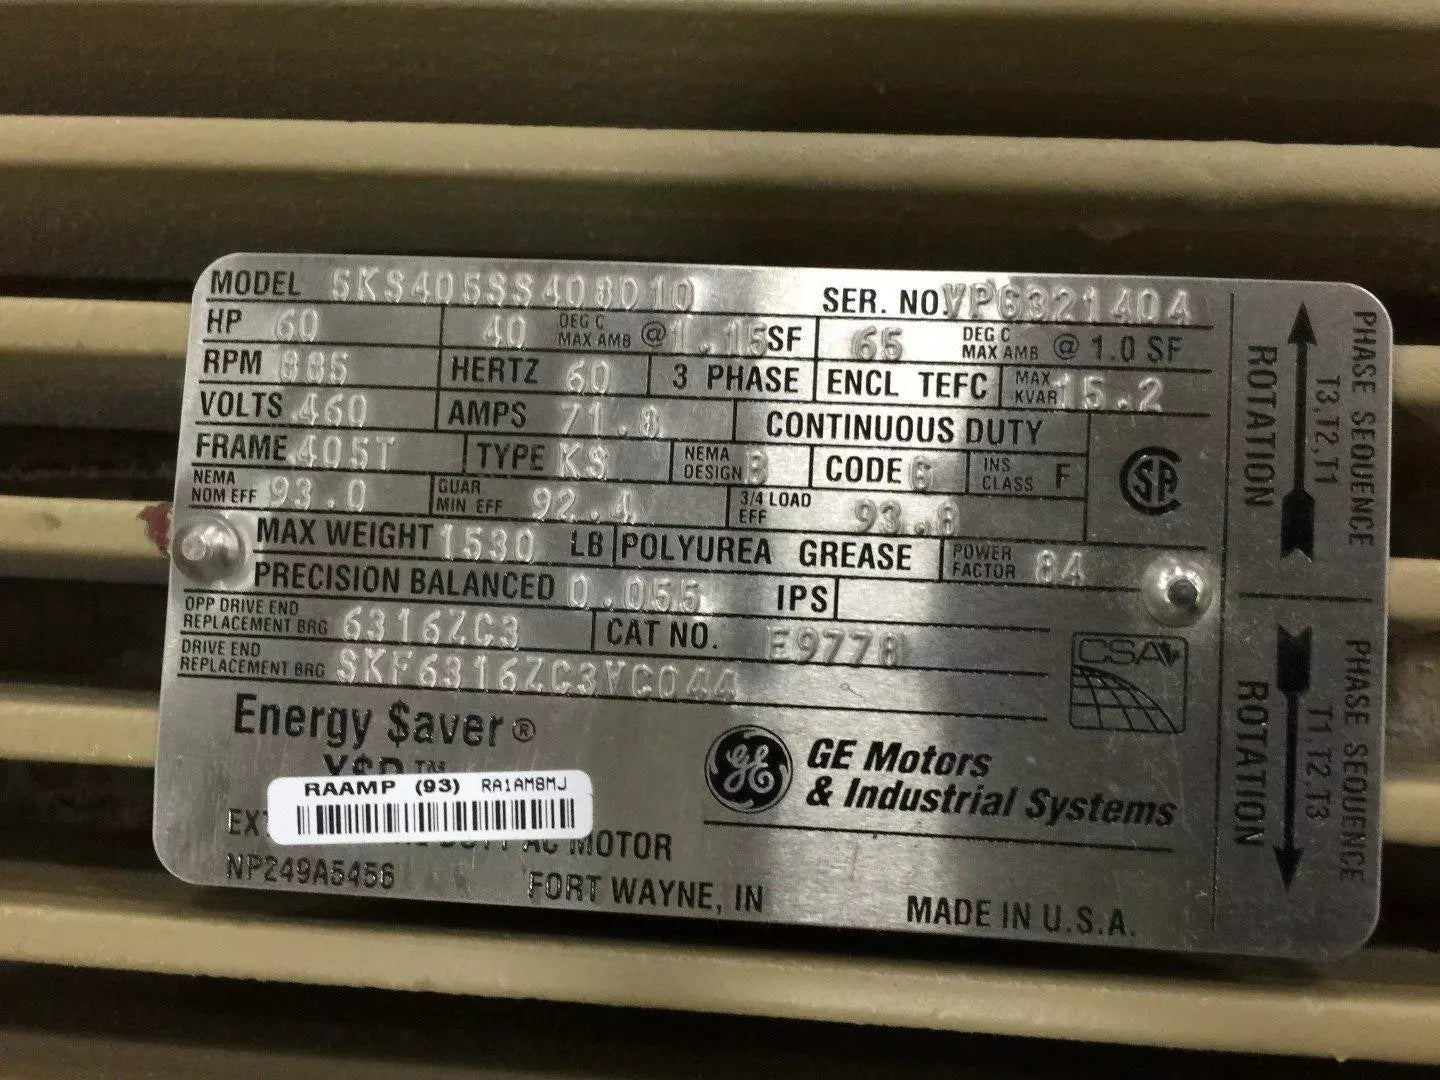 MODEL 5KS405SS408D10 SER. NO. YP6321404
HP 60 40 DEG C MAX AMB @ 1.15 SF 65 DEG C MAX AMB @ 1.0 SF
RPM 885 HERTZ 60 3 PHASE ENCL TEFC MAX KVAR 15.2
VOLTS 460 AMPS 71.8 CONTINUOUS DUTY
FRAME 405T TYPE KS NEMA DESIGN B CODE G INS CLASS F
NEMA NOM EFF 93.0 GUAR MIN EFF 92.4 3/4 LOAD EFF 93.8
MAX WEIGHT 1530 LB POLYUREA GREASE POWER FACTOR 84
PRECISION BALANCED 0.055 IPS
OPP DRIVE END REPLACEMENT BRG 6316ZC3 CAT NO. E9778
DRIVE END REPLACEMENT BRG SKF6316ZC3VC044
CSA
Energy $aver®
X$D TM
GE Motors
& Industrial Systems
RAAMP (93) RA1AM8MJ
AC MOTOR
NP249A5456 FORT WAYNE, IN MADE IN U.S.A.
PHASE SEQUENCE
T3,T2,T1
ROTATION
PHASE SEQUENCE
T1,T2,T3
ROTATION